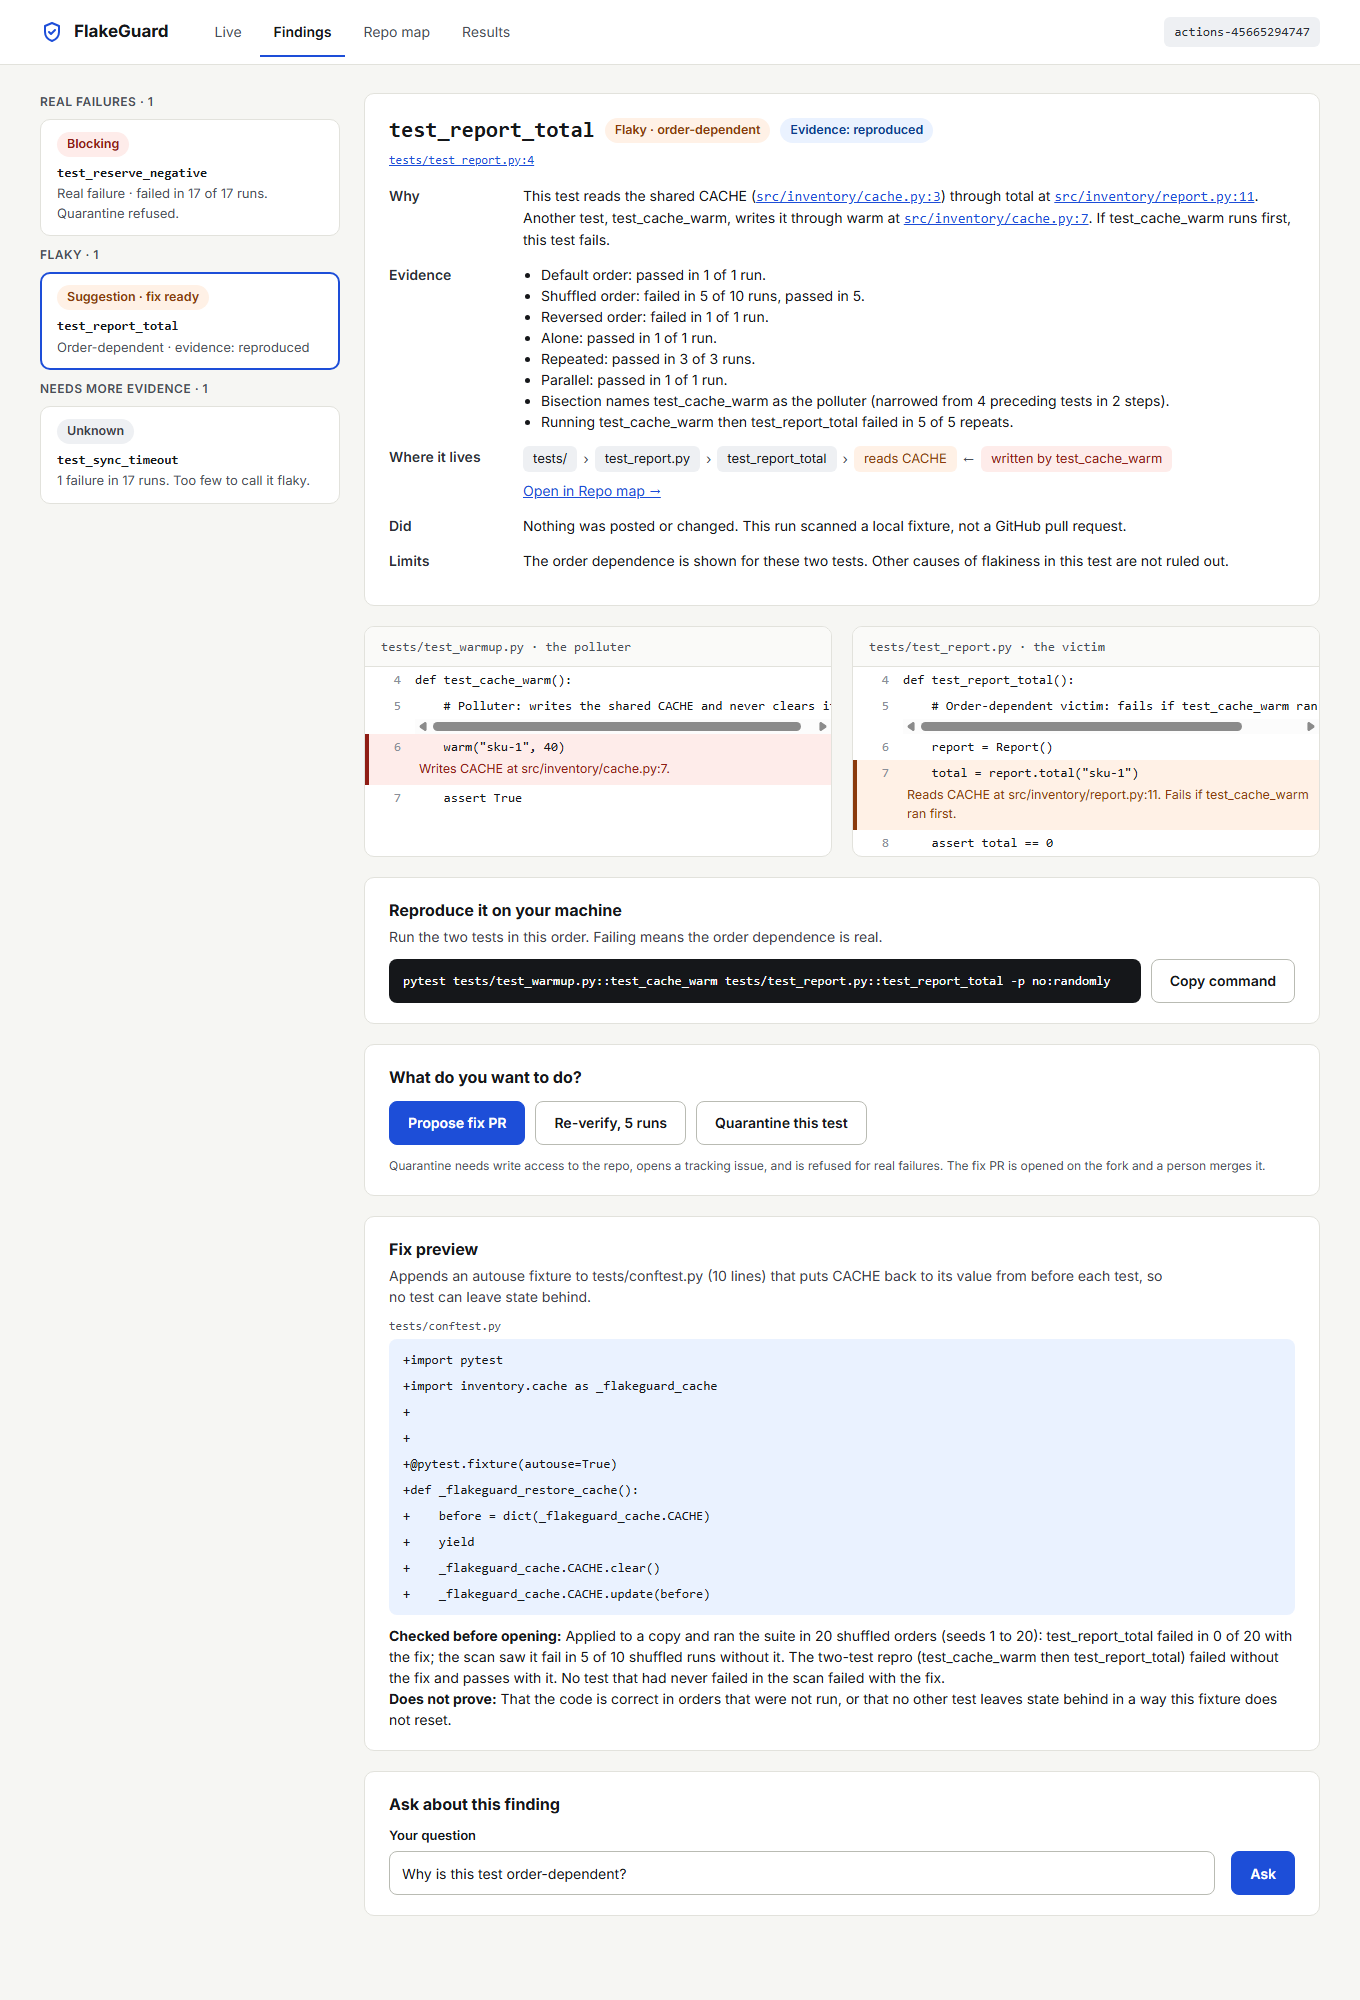 FlakeGuard
Live
Findings
Repo map
Results
actions-45665294747
REAL FAILURES · 1
Blocking
test_reserve_negative
Real failure · failed in 17 of 17 runs.
Quarantine refused.
FLAKY · 1
Suggestion · fix ready
test_report_total
Order-dependent · evidence: reproduced
NEEDS MORE EVIDENCE · 1
Unknown
test_sync_timeout
1 failure in 17 runs. Too few to call it flaky.
test_report_total
Flaky · order-dependent
Evidence: reproduced
tests/test_report.py:4
Why
This test reads the shared CACHE (src/inventory/cache.py:3) through total at src/inventory/report.py:11.
Another test, test_cache_warm, writes it through warm at src/inventory/cache.py:7. If test_cache_warm runs first,
this test fails.
Evidence
• Default order: passed in 1 of 1 run.
• Shuffled order: failed in 5 of 10 runs, passed in 5.
• Reversed order: failed in 1 of 1 run.
• Alone: passed in 1 of 1 run.
• Repeated: passed in 3 of 3 runs.
• Parallel: passed in 1 of 1 run.
• Bisection names test_cache_warm as the polluter (narrowed from 4 preceding tests in 2 steps).
• Running test_cache_warm then test_report_total failed in 5 of 5 repeats.
Where it lives
tests/ › test_report.py › test_report_total › reads CACHE ← written by test_cache_warm
Open in Repo map →
Did
Nothing was posted or changed. This run scanned a local fixture, not a GitHub pull request.
Limits
The order dependence is shown for these two tests. Other causes of flakiness in this test are not ruled out.
tests/test_warmup.py · the polluter
4 def test_cache_warm():
5     # Polluter: writes the shared CACHE and never clears it
6     warm("sku-1", 40)
Writes CACHE at src/inventory/cache.py:7.
7     assert True
tests/test_report.py · the victim
4 def test_report_total():
5     # Order-dependent victim: fails if test_cache_warm ran
6     report = Report()
7     total = report.total("sku-1")
Reads CACHE at src/inventory/report.py:11. Fails if test_cache_warm
ran first.
8     assert total == 0
Reproduce it on your machine
Run the two tests in this order. Failing means the order dependence is real.
pytest tests/test_warmup.py::test_cache_warm tests/test_report.py::test_report_total -p no:randomly
Copy command
What do you want to do?
Propose fix PR
Re-verify, 5 runs
Quarantine this test
Quarantine needs write access to the repo, opens a tracking issue, and is refused for real failures. The fix PR is opened on the fork and a person merges it.
Fix preview
Appends an autouse fixture to tests/conftest.py (10 lines) that puts CACHE back to its value from before each test, so
no test can leave state behind.
tests/conftest.py
+import pytest
+import inventory.cache as _flakeguard_cache
+
+
+@pytest.fixture(autouse=True)
+def _flakeguard_restore_cache():
+    before = dict(_flakeguard_cache.CACHE)
+    yield
+    _flakeguard_cache.CACHE.clear()
+    _flakeguard_cache.CACHE.update(before)
Checked before opening: Applied to a copy and ran the suite in 20 shuffled orders (seeds 1 to 20): test_report_total failed in 0 of 20 with
the fix; the scan saw it fail in 5 of 10 shuffled runs without it. The two-test repro (test_cache_warm then test_report_total) failed without
the fix and passes with it. No test that had never failed in the scan failed with the fix.
Does not prove: That the code is correct in orders that were not run, or that no other test leaves state behind in a way this fixture does
not reset.
Ask about this finding
Your question
Why is this test order-dependent?
Ask